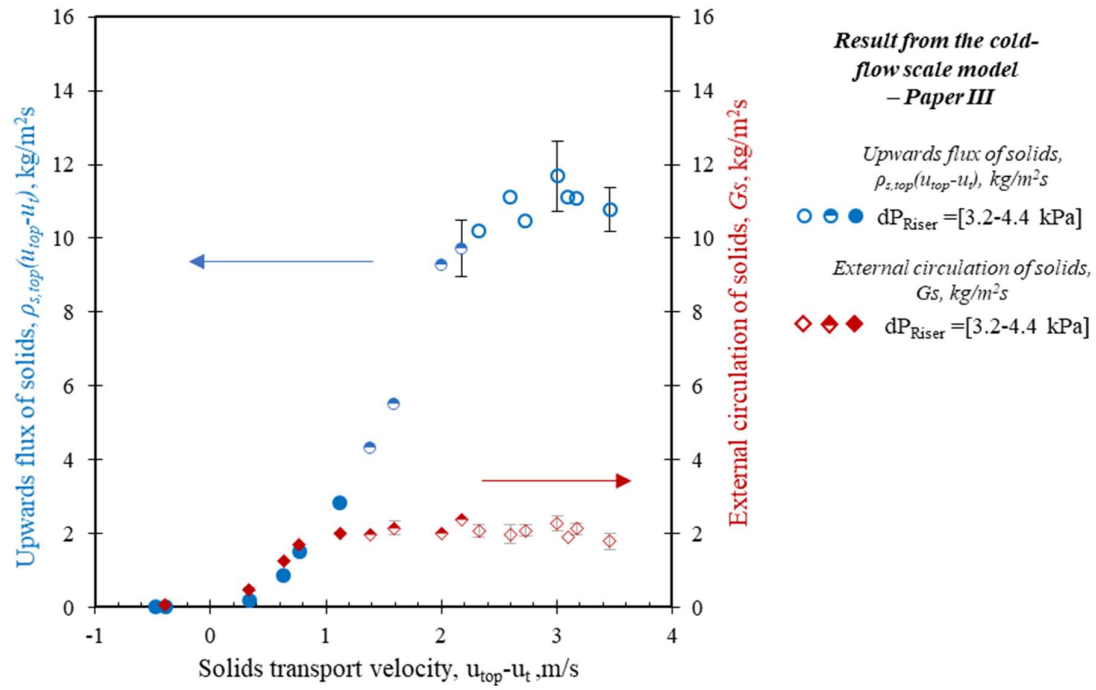 16
14
12
10
8
6
4
2
0
-1 0 1 2 3 4
16
14
12
10
8
6
4
2
0
Upwards flux of solids, ρs,top(utop-ut), kg/m²s
External circulation of solids, Gs, kg/m²s
Solids transport velocity, utop-ut ,m/s
Result from the cold-
flow scale model
– Paper III
Upwards flux of solids,
ρs,top(utop-ut), kg/m²s
dPRiser =[3.2-4.4 kPa]
External circulation of solids,
Gs, kg/m²s
dPRiser =[3.2-4.4 kPa]